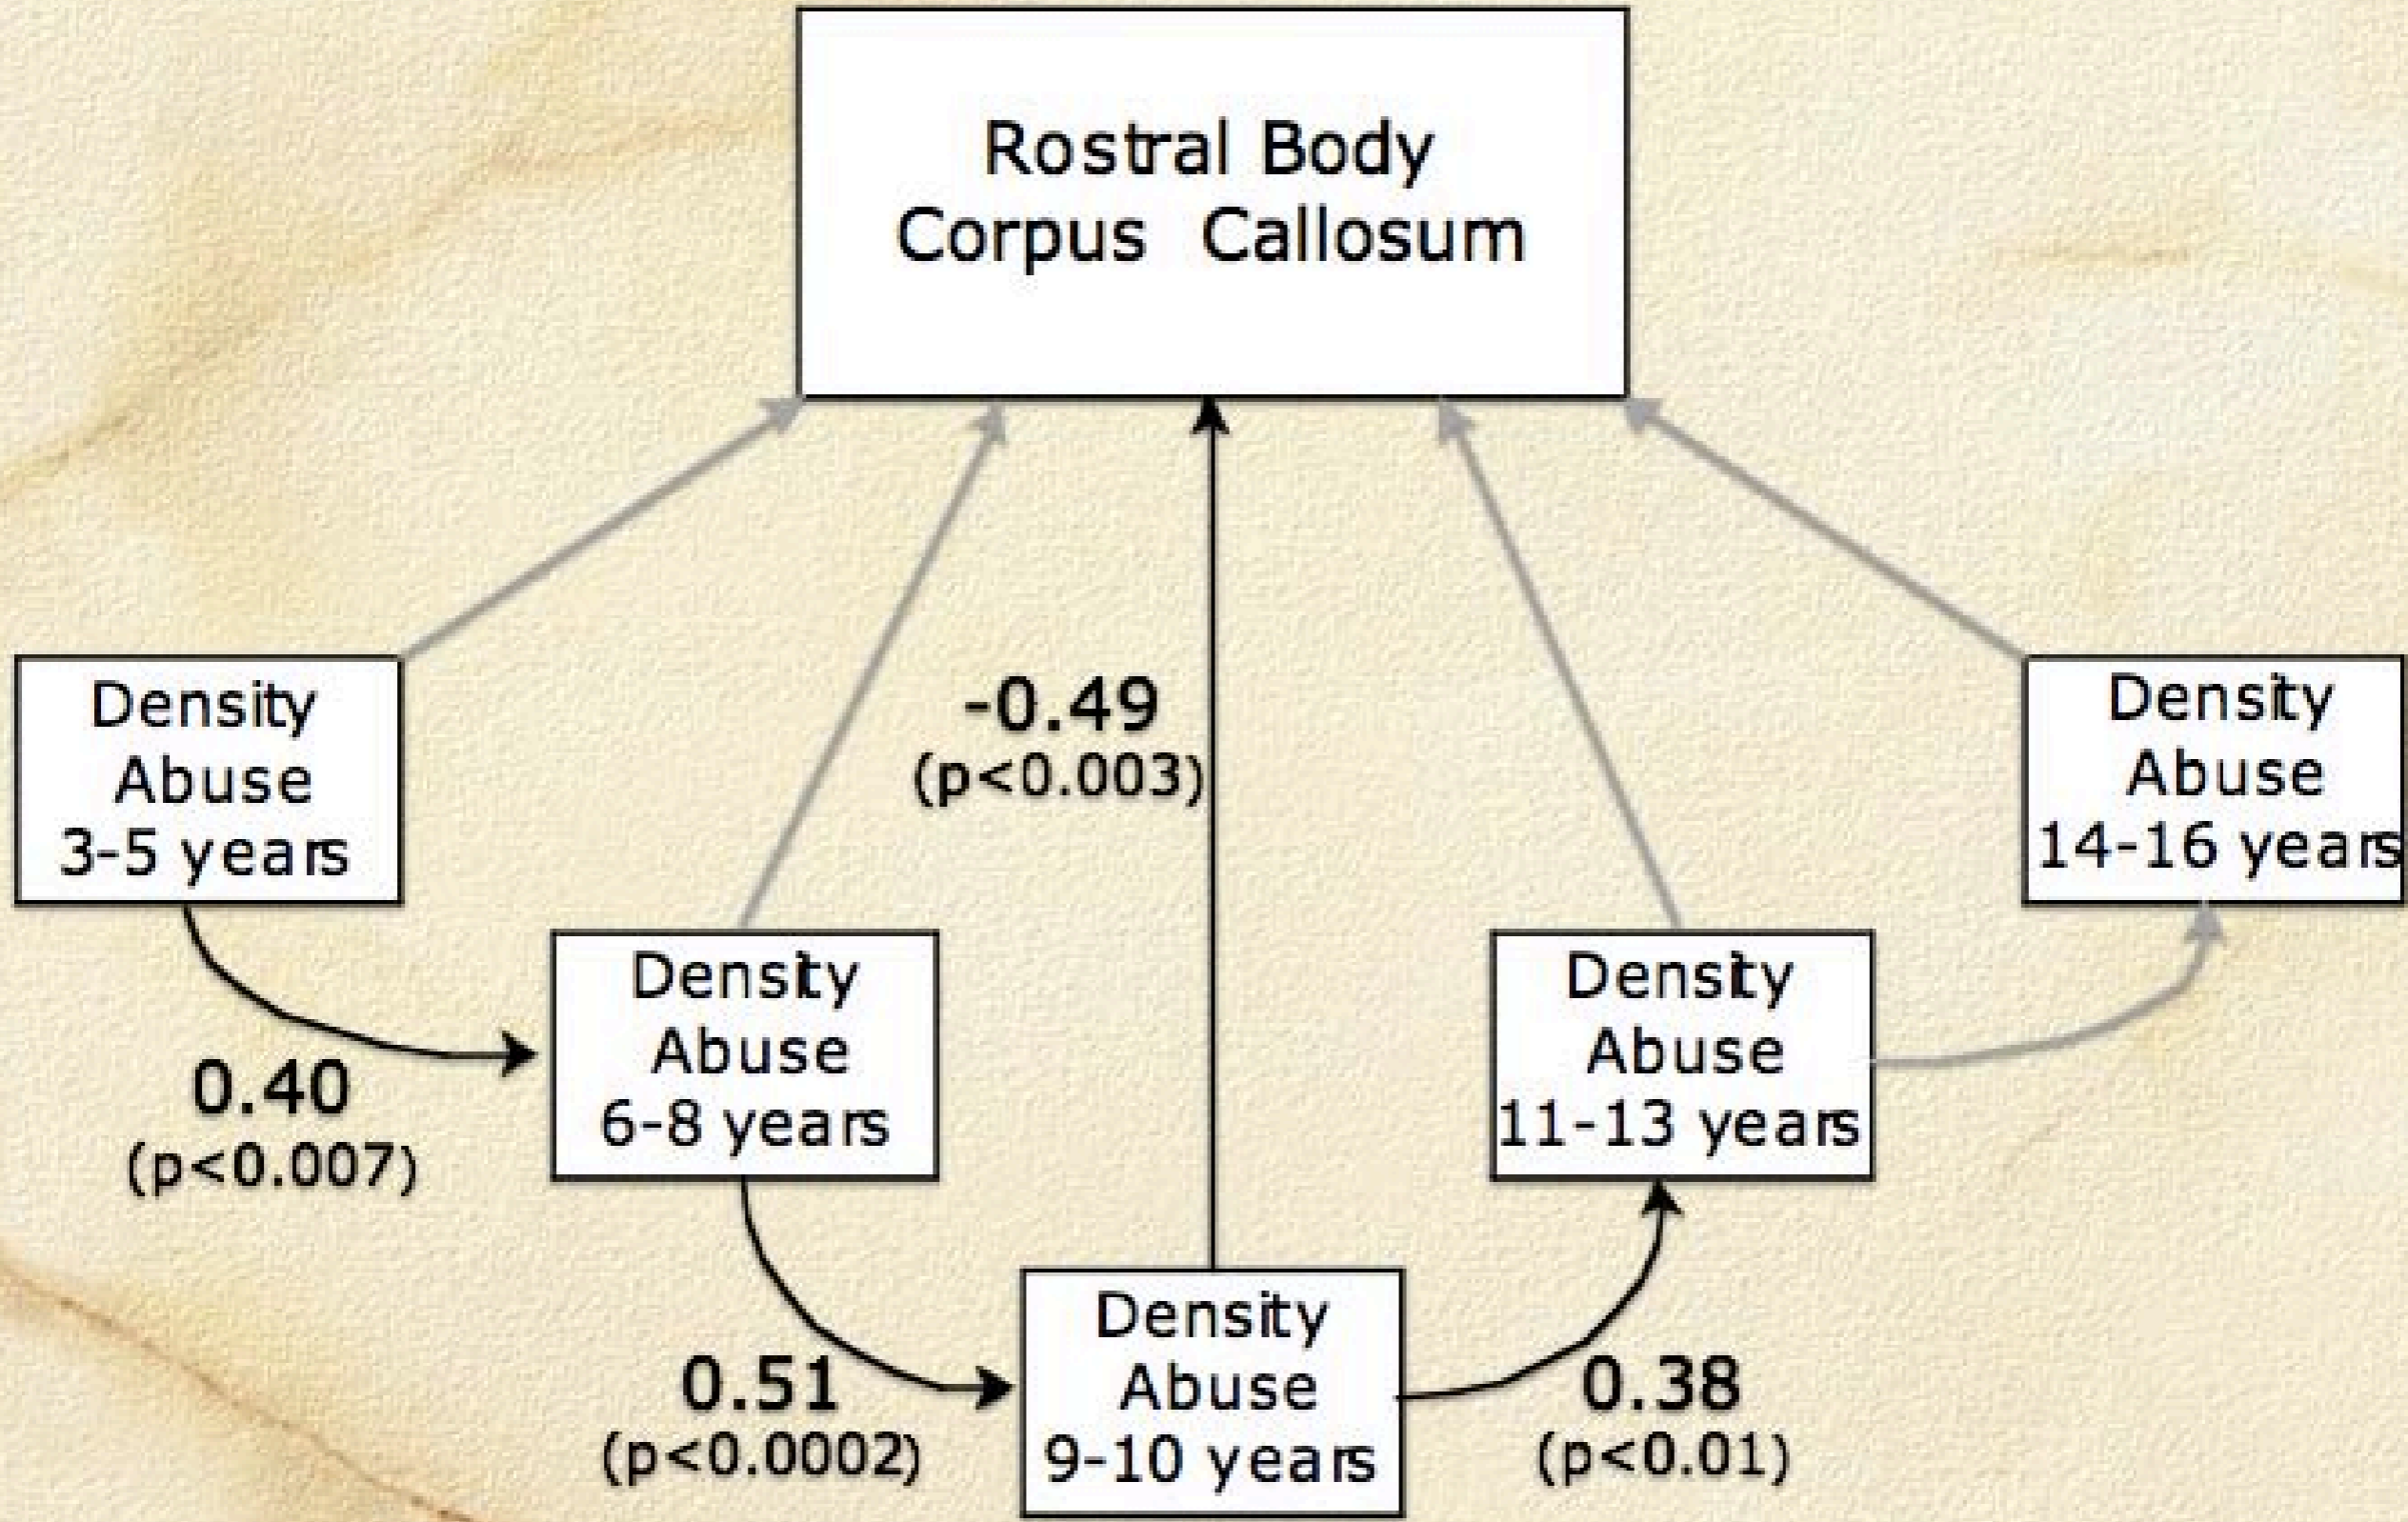 Rostral Body
Corpus Callosum
-0.49
(p<0.003)
Density
Abuse
3-5 years
Density
Abuse
14-16 years
0.40
(p<0.007)
Density
Abuse
6-8 years
Density
Abuse
11-13 years
0.51
(p<0.0002)
Density
Abuse
9-10 years
0.38
(p<0.01)